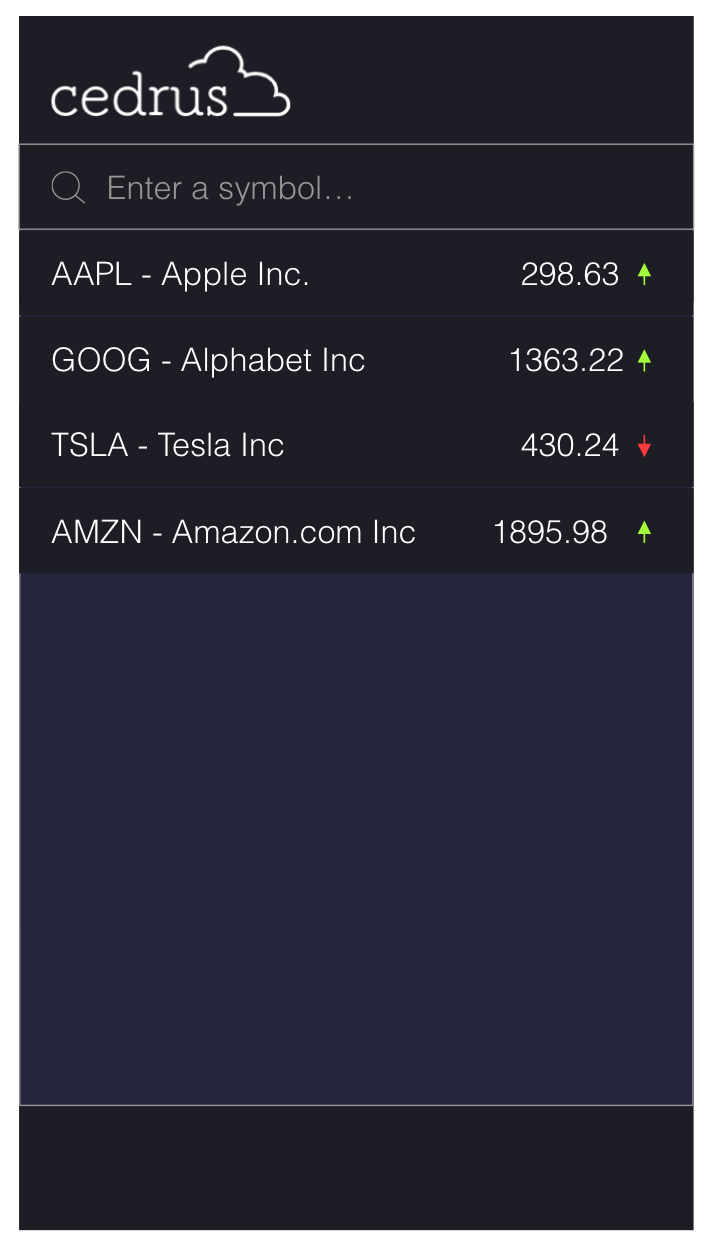 cedrus
Enter a symbol...
AAPL - Apple Inc. 298.63
GOOG - Alphabet Inc 1363.22
TSLA - Tesla Inc 430.24
AMZN - Amazon.com Inc 1895.98